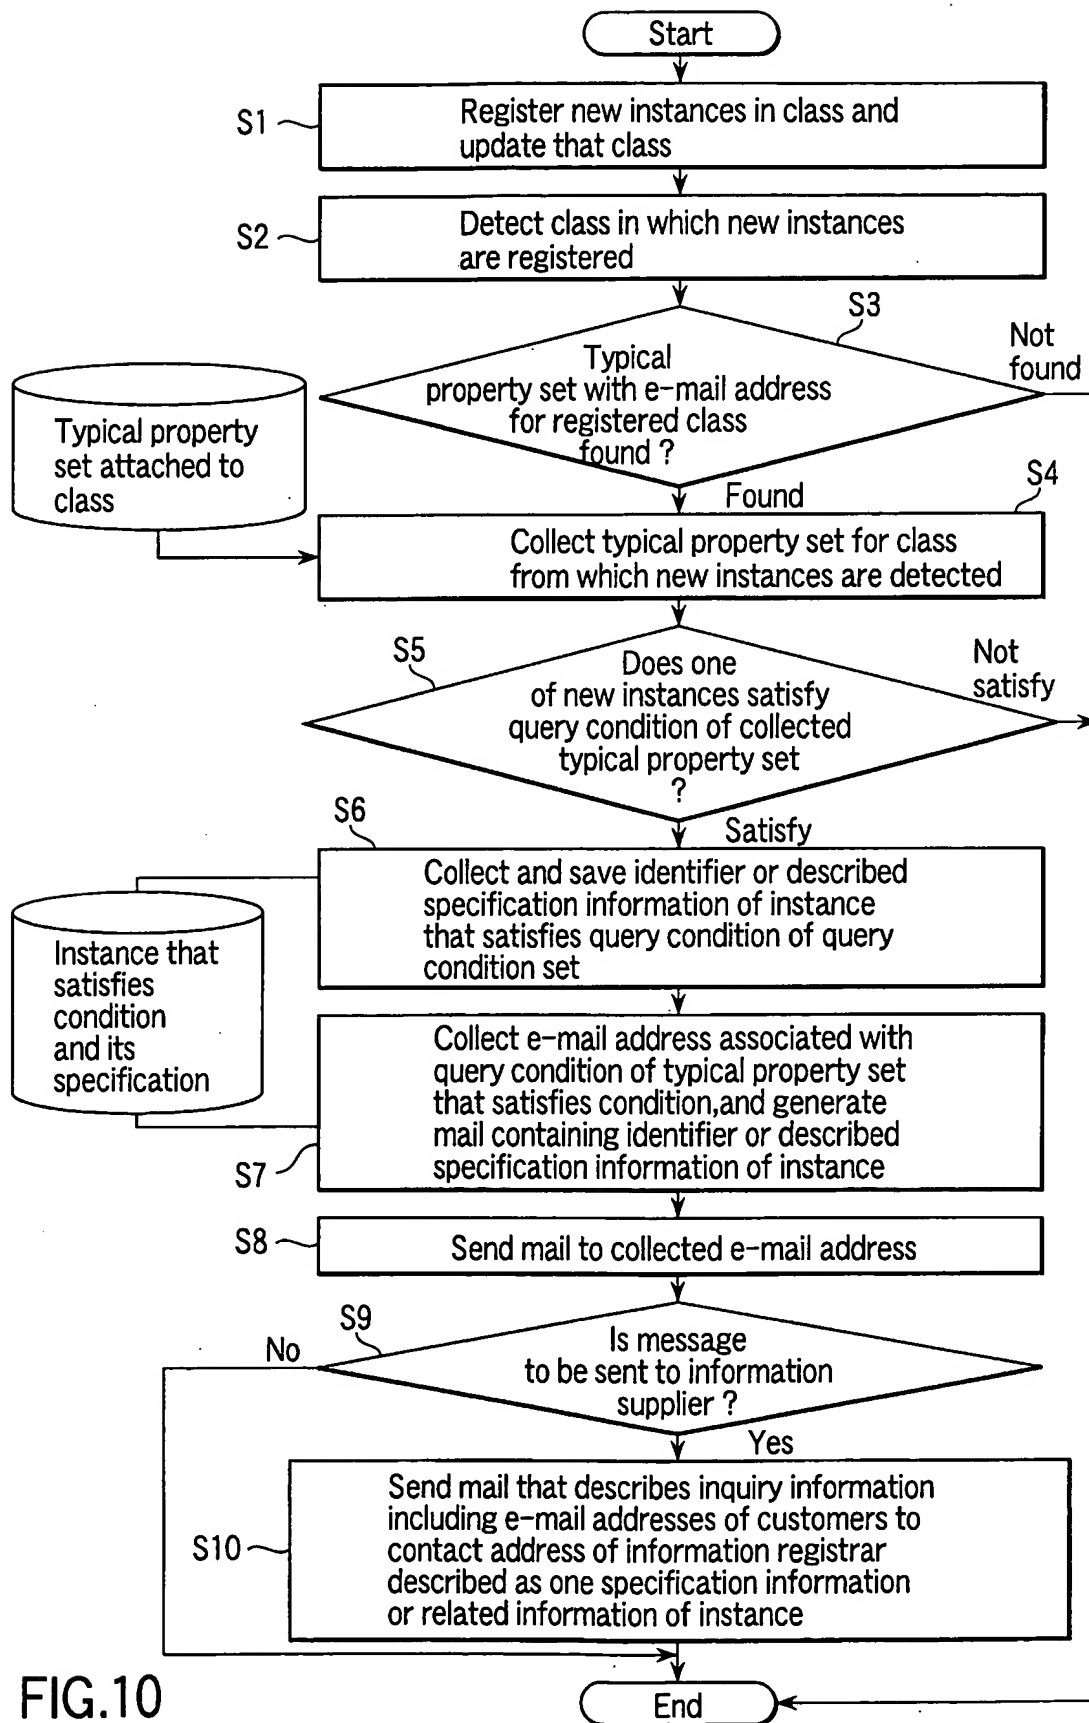 Start
S1
Register new instances in class and
update that class
S2
Detect class in which new instances
are registered
S3
Not
found
Typical
property set with e-mail address
for registered class
found ?
Typical property
set attached to
class
Found
S4
Collect typical property set for class
from which new instances are detected
S5
Not
satisfy
Does one
of new instances satisfy
query condition of collected
typical property set
?
Satisfy
S6
Collect and save identifier or described
specification information of instance
that satisfies query condition of query
condition set
Instance that
satisfies
condition
and its
specification
Collect e-mail address associated with
query condition of typical property set
that satisfies condition,and generate
mail containing identifier or described
specification information of instance
S7
S8
Send mail to collected e-mail address
S9
No
Is message
to be sent to information
supplier ?
Yes
Send mail that describes inquiry information
including e-mail addresses of customers to
contact address of information registrar
described as one specification information
or related information of instance
S10
End
FIG.10